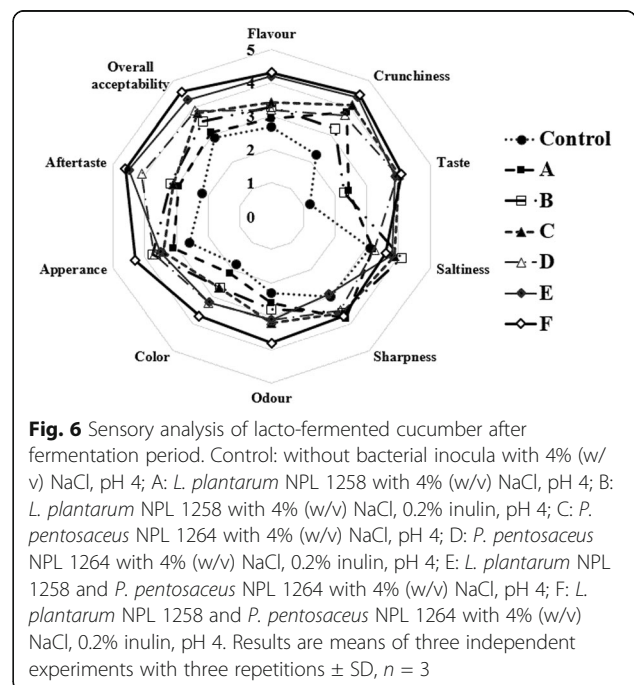 Flavour
Crunchiness
Taste
Saltiness
Sharpness
Odour
Color
Apperance
Aftertaste
Overall
acceptability
5
4
3
2
1
0
Control
A
B
C
D
E
F
Fig. 6 Sensory analysis of lacto-fermented cucumber after
fermentation period. Control: without bacterial inocula with 4% (w/
v) NaCl, pH 4; A: L. plantarum NPL 1258 with 4% (w/v) NaCl, pH 4; B:
L. plantarum NPL 1258 with 4% (w/v) NaCl, 0.2% inulin, pH 4; C: P.
pentosaceus NPL 1264 with 4% (w/v) NaCl, pH 4; D: P. pentosaceus
NPL 1264 with 4% (w/v) NaCl, 0.2% inulin, pH 4; E: L. plantarum NPL
1258 and P. pentosaceus NPL 1264 with 4% (w/v) NaCl, pH 4; F: L.
plantarum NPL 1258 and P. pentosaceus NPL 1264 with 4% (w/v)
NaCl, 0.2% inulin, pH 4. Results are means of three independent
experiments with three repetitions ± SD, n = 3